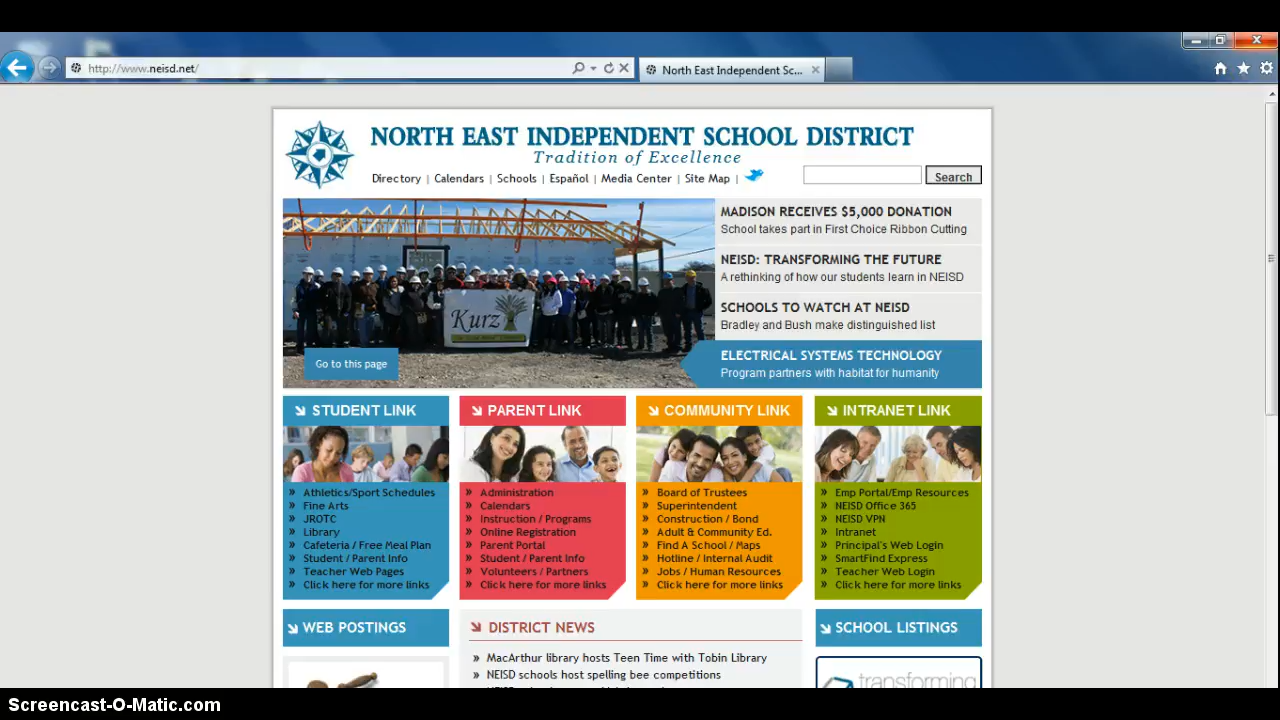 http://www.neisd.net/
North East Independent Sc...
NORTH EAST INDEPENDENT SCHOOL DISTRICT
Tradition of Excellence
Directory | Calendars | Schools | Español | Media Center | Site Map |
Search
MADISON RECEIVES $5,000 DONATION
School takes part in First Choice Ribbon Cutting
NEISD: TRANSFORMING THE FUTURE
A rethinking of how our students learn in NEISD
SCHOOLS TO WATCH AT NEISD
Bradley and Bush make distinguished list
ELECTRICAL SYSTEMS TECHNOLOGY
Program partners with habitat for humanity
Kurz
Go to this page
STUDENT LINK
» Athletics/Sport Schedules
» Fine Arts
» JROTC
» Library
» Cafeteria / Free Meal Plan
» Student / Parent Info
» Teacher Web Pages
» Click here for more links
PARENT LINK
» Administration
» Calendars
» Instruction / Programs
» Online Registration
» Parent Portal
» Student / Parent Info
» Volunteers / Partners
» Click here for more links
COMMUNITY LINK
» Board of Trustees
» Superintendent
» Construction / Bond
» Adult & Community Ed.
» Find A School / Maps
» Hotline / Internal Audit
» Jobs / Human Resources
» Click here for more links
INTRANET LINK
» Emp Portal/Emp Resources
» NEISD Office 365
» NEISD VPN
» Intranet
» Principal's Web Login
» SmartFind Express
» Teacher Web Login
» Click here for more links
WEB POSTINGS
DISTRICT NEWS
» MacArthur library hosts Teen Time with Tobin Library
» NEISD schools host spelling bee competitions
SCHOOL LISTINGS
transforming
Screencast-O-Matic.com